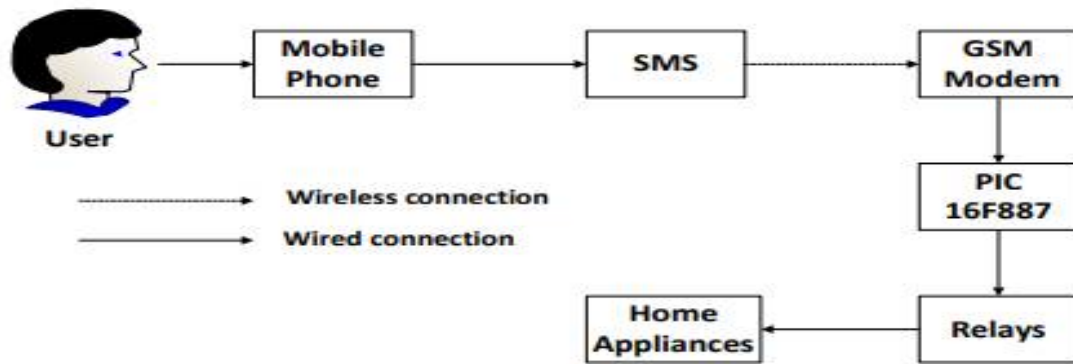 Mobile
Phone
SMS
GSM
Modem
User
PIC
16F887
Wireless connection
Wired connection
Home
Appliances
Relays